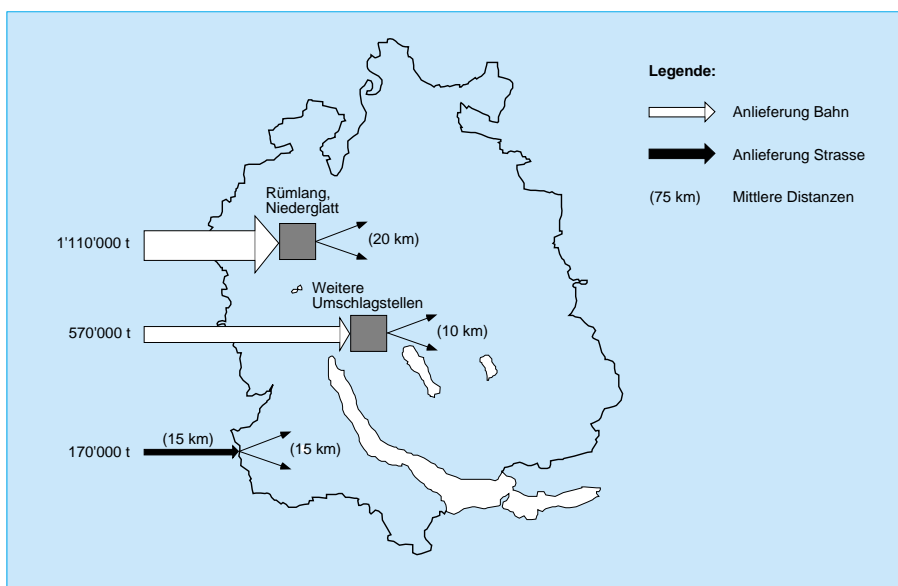 Legende:
Anlieferung Bahn
Anlieferung Strasse
(75 km) Mittlere Distanzen
Rümlang,
Niederglatt
1'110'000 t
(20 km)
Weitere
Umschlagstellen
570'000 t
(10 km)
170'000 t
(15 km)
(15 km)